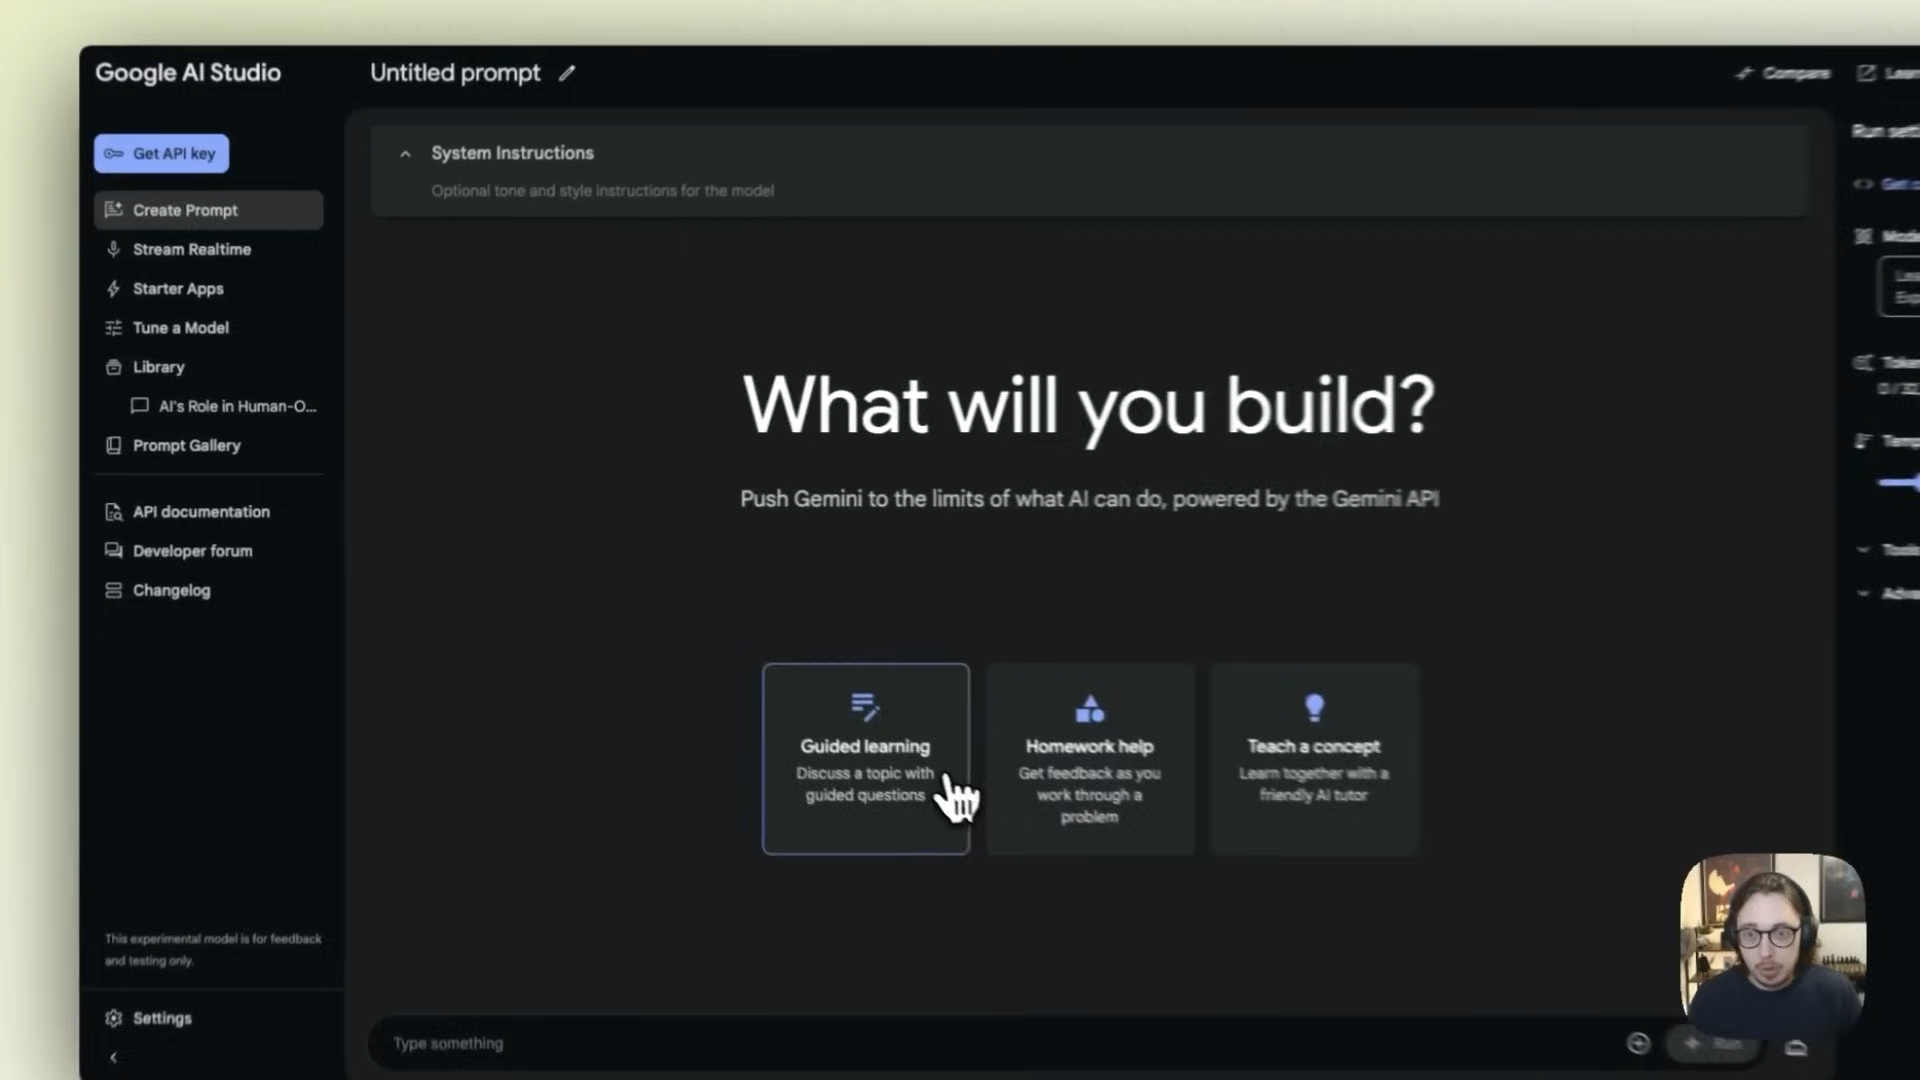 Google AI Studio
Untitled prompt
Compare
Get API key
System Instructions
Optional tone and style instructions for the model
Create Prompt
Stream Realtime
Starter Apps
Tune a Model
Library
AI's Role in Human-O...
Prompt Gallery
API documentation
Developer forum
Changelog
What will you build?
Push Gemini to the limits of what AI can do, powered by the Gemini API
Guided learning
Discuss a topic with
guided questions
Homework help
Get feedback as you
work through a
problem
Teach a concept
Learn together with a
friendly AI tutor
This experimental model is for feedback
and testing only.
Settings
Type something
Run